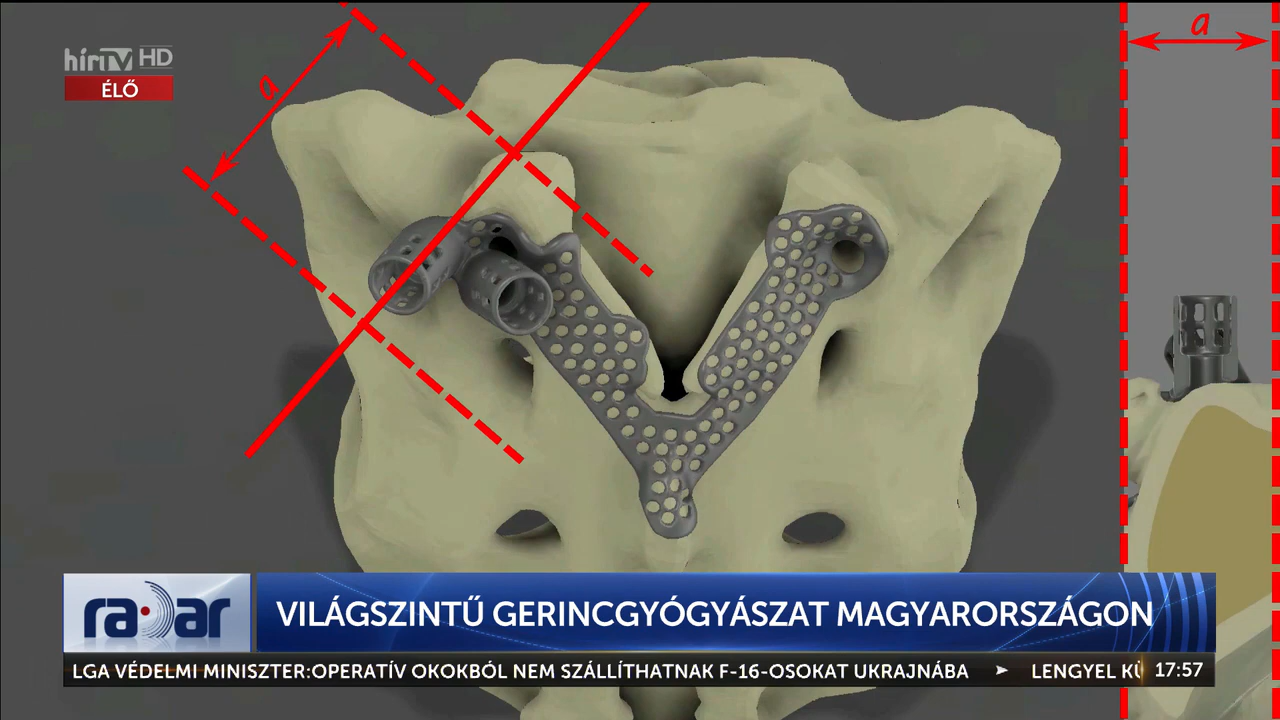 a
a
hírTV HD
ÉLŐ
radar
VILÁGSZINTŰ GERINCGYÓGYÁSZAT MAGYARORSZÁGON
LGA VÉDELMI MINISZTER:OPERATÍV OKOKBÓL NEM SZÁLLÍTHATNAK F-16-OSOKAT UKRAJNÁBA ➤ LENGYEL 17:57